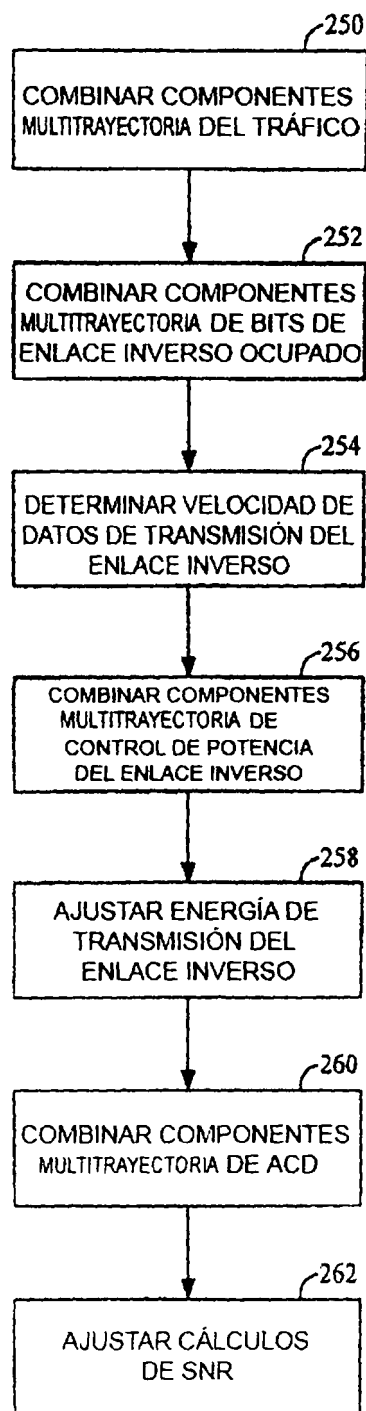 250
COMBINAR COMPONENTES
MULTITRAYECTORIA DEL TRÁFICO
252
COMBINAR COMPONENTES
MULTITRAYECTORIA DE BITS DE
ENLACE INVERSO OCUPADO
254
DETERMINAR VELOCIDAD DE
DATOS DE TRANSMISIÓN DEL
ENLACE INVERSO
256
COMBINAR COMPONENTES
MULTITRAYECTORIA DE
CONTROL DE POTENCIA
DEL ENLACE INVERSO
258
AJUSTAR ENERGÍA DE
TRANSMISIÓN DEL
ENLACE INVERSO
260
COMBINAR COMPONENTES
MULTITRAYECTORIA DE ACD
262
AJUSTAR CÁLCULOS
DE SNR